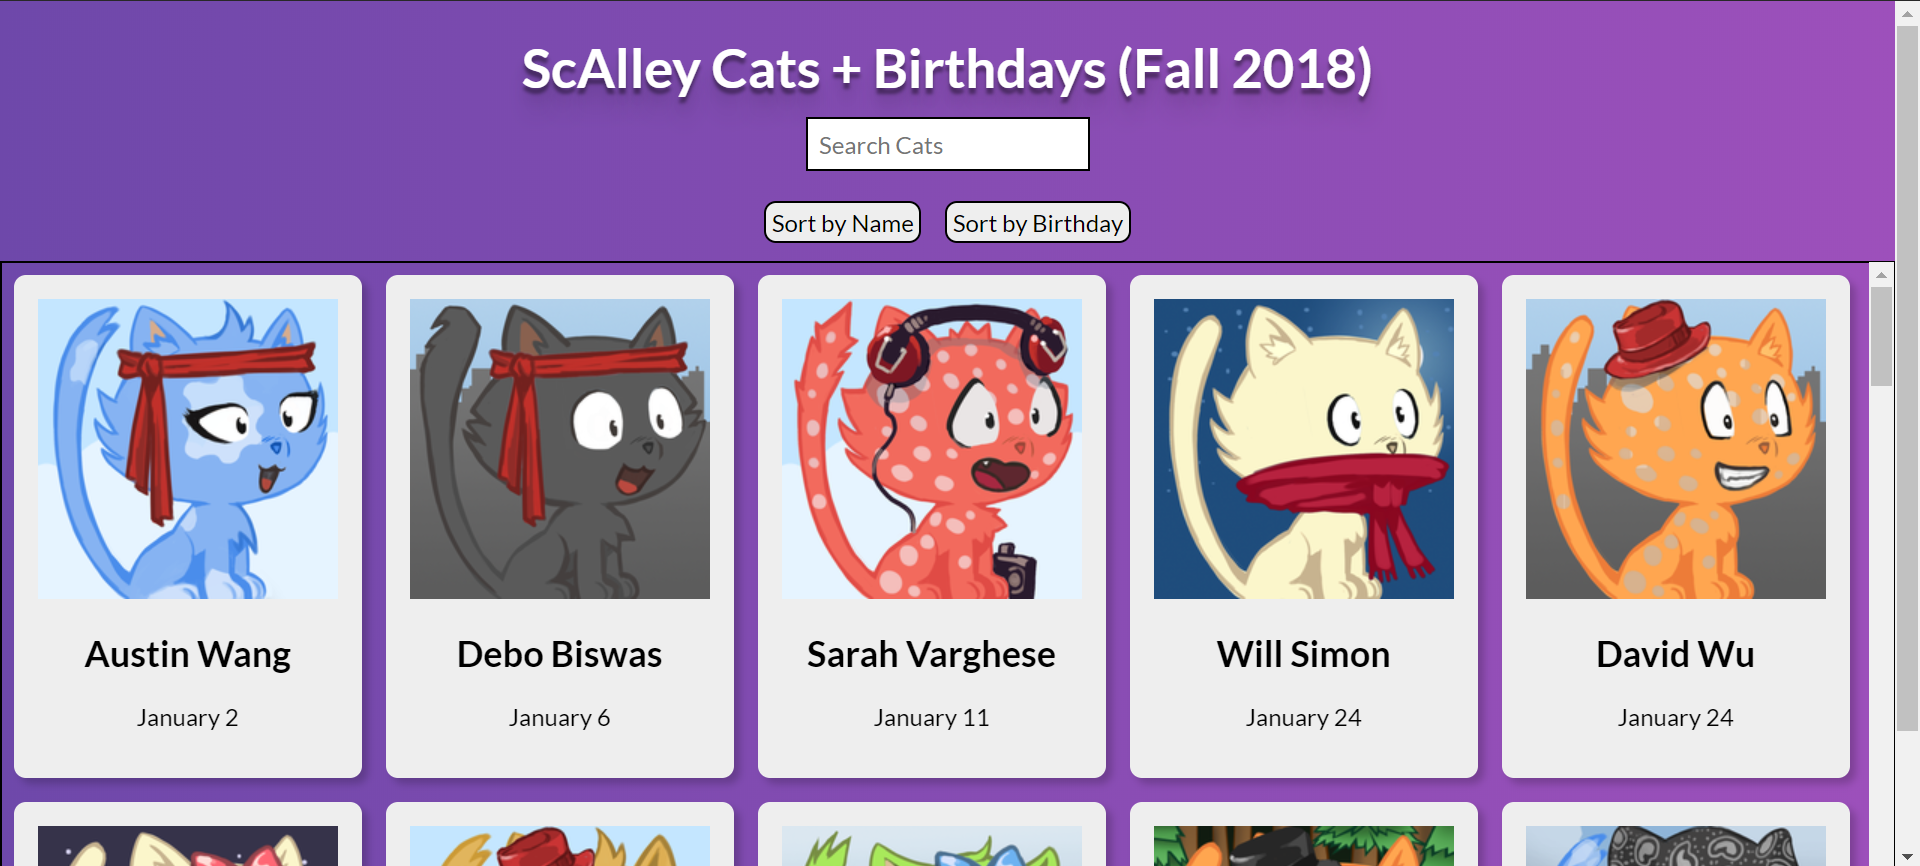 ScAlley Cats + Birthdays (Fall 2018)
Search Cats
Sort by Name Sort by Birthday
Austin Wang
January 2
Debo Biswas
January 6
Sarah Varghese
January 11
Will Simon
January 24
David Wu
January 24